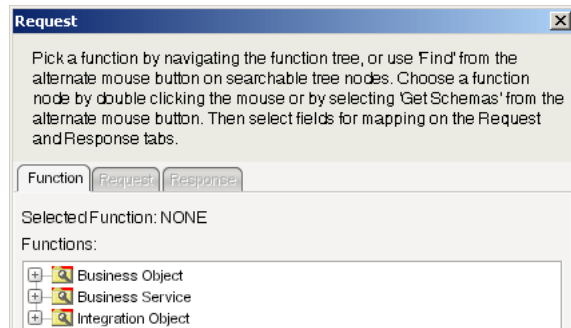 Request
Pick a function by navigating the function tree, or use 'Find' from the
alternate mouse button on searchable tree nodes. Choose a function
node by double clicking the mouse or by selecting 'Get Schemas' from the
alternate mouse button. Then select fields for mapping on the Request
and Response tabs.
Function Request Response
Selected Function: NONE
Functions:
Business Object
Business Service
Integration Object